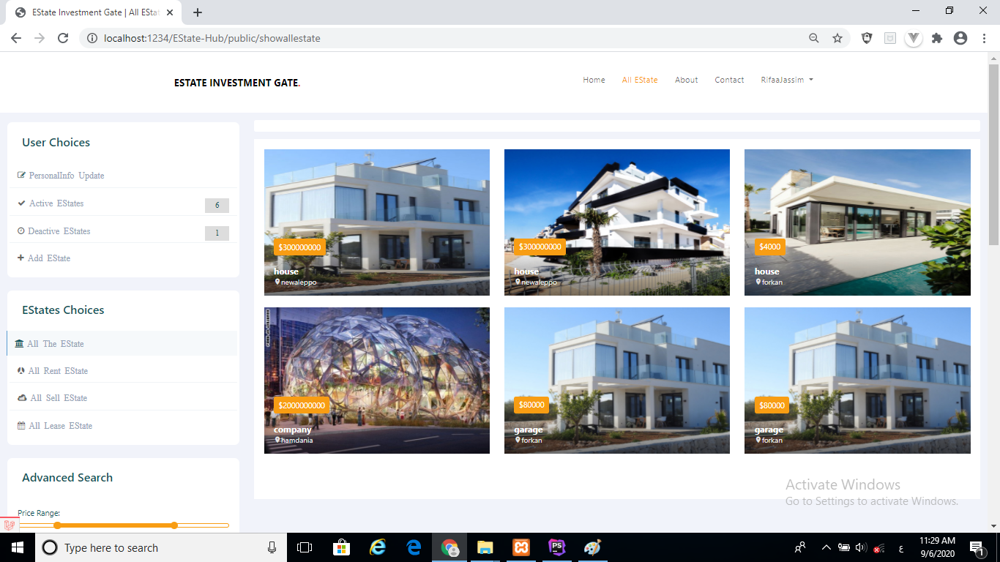 EState Investment Gate | All EStat
localhost:1234/EState-Hub/public/showallestate
ESTATE INVESTMENT GATE.
Home All EState About Contact RifaaJassim
User Choices
PersonalInfo Update
Active EStates 6
Deactive EStates 1
Add EState
EStates Choices
All The EState
All Rent EState
All Sell EState
All Lease EState
Advanced Search
Price Range:
$300000000
house
newaleppo
$300000000
house
newaleppo
$4000
house
forkan
$2000000000
company
hamdania
$80000
garage
forkan
$80000
garage
forkan
Activate Windows
Go to Settings to activate Windows.
Type here to search
PS
ع
11:29 AM
9/6/2020
1